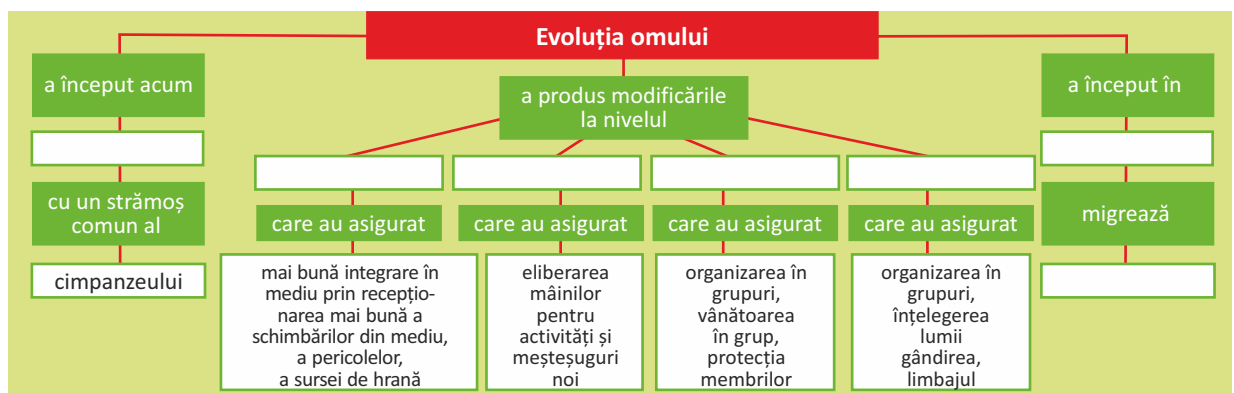 Evoluția omului
a început acum
cu un strămoș
comun al
cimpanzeului
a produs modificările
la nivelul
care au asigurat
mai bună integrare în
mediu prin recepțio-
narea mai bună a
schimbărilor din mediu,
a pericolelor,
a sursei de hrană
care au asigurat
eliberarea
mâinilor
pentru
activități și
meșteșuguri
noi
care au asigurat
organizarea în
grupuri,
vânătoarea
în grup,
protecția
membrilor
care au asigurat
organizarea în
grupuri,
înțelegerea
lumii
gândirea,
limbajul
a început în
migrează